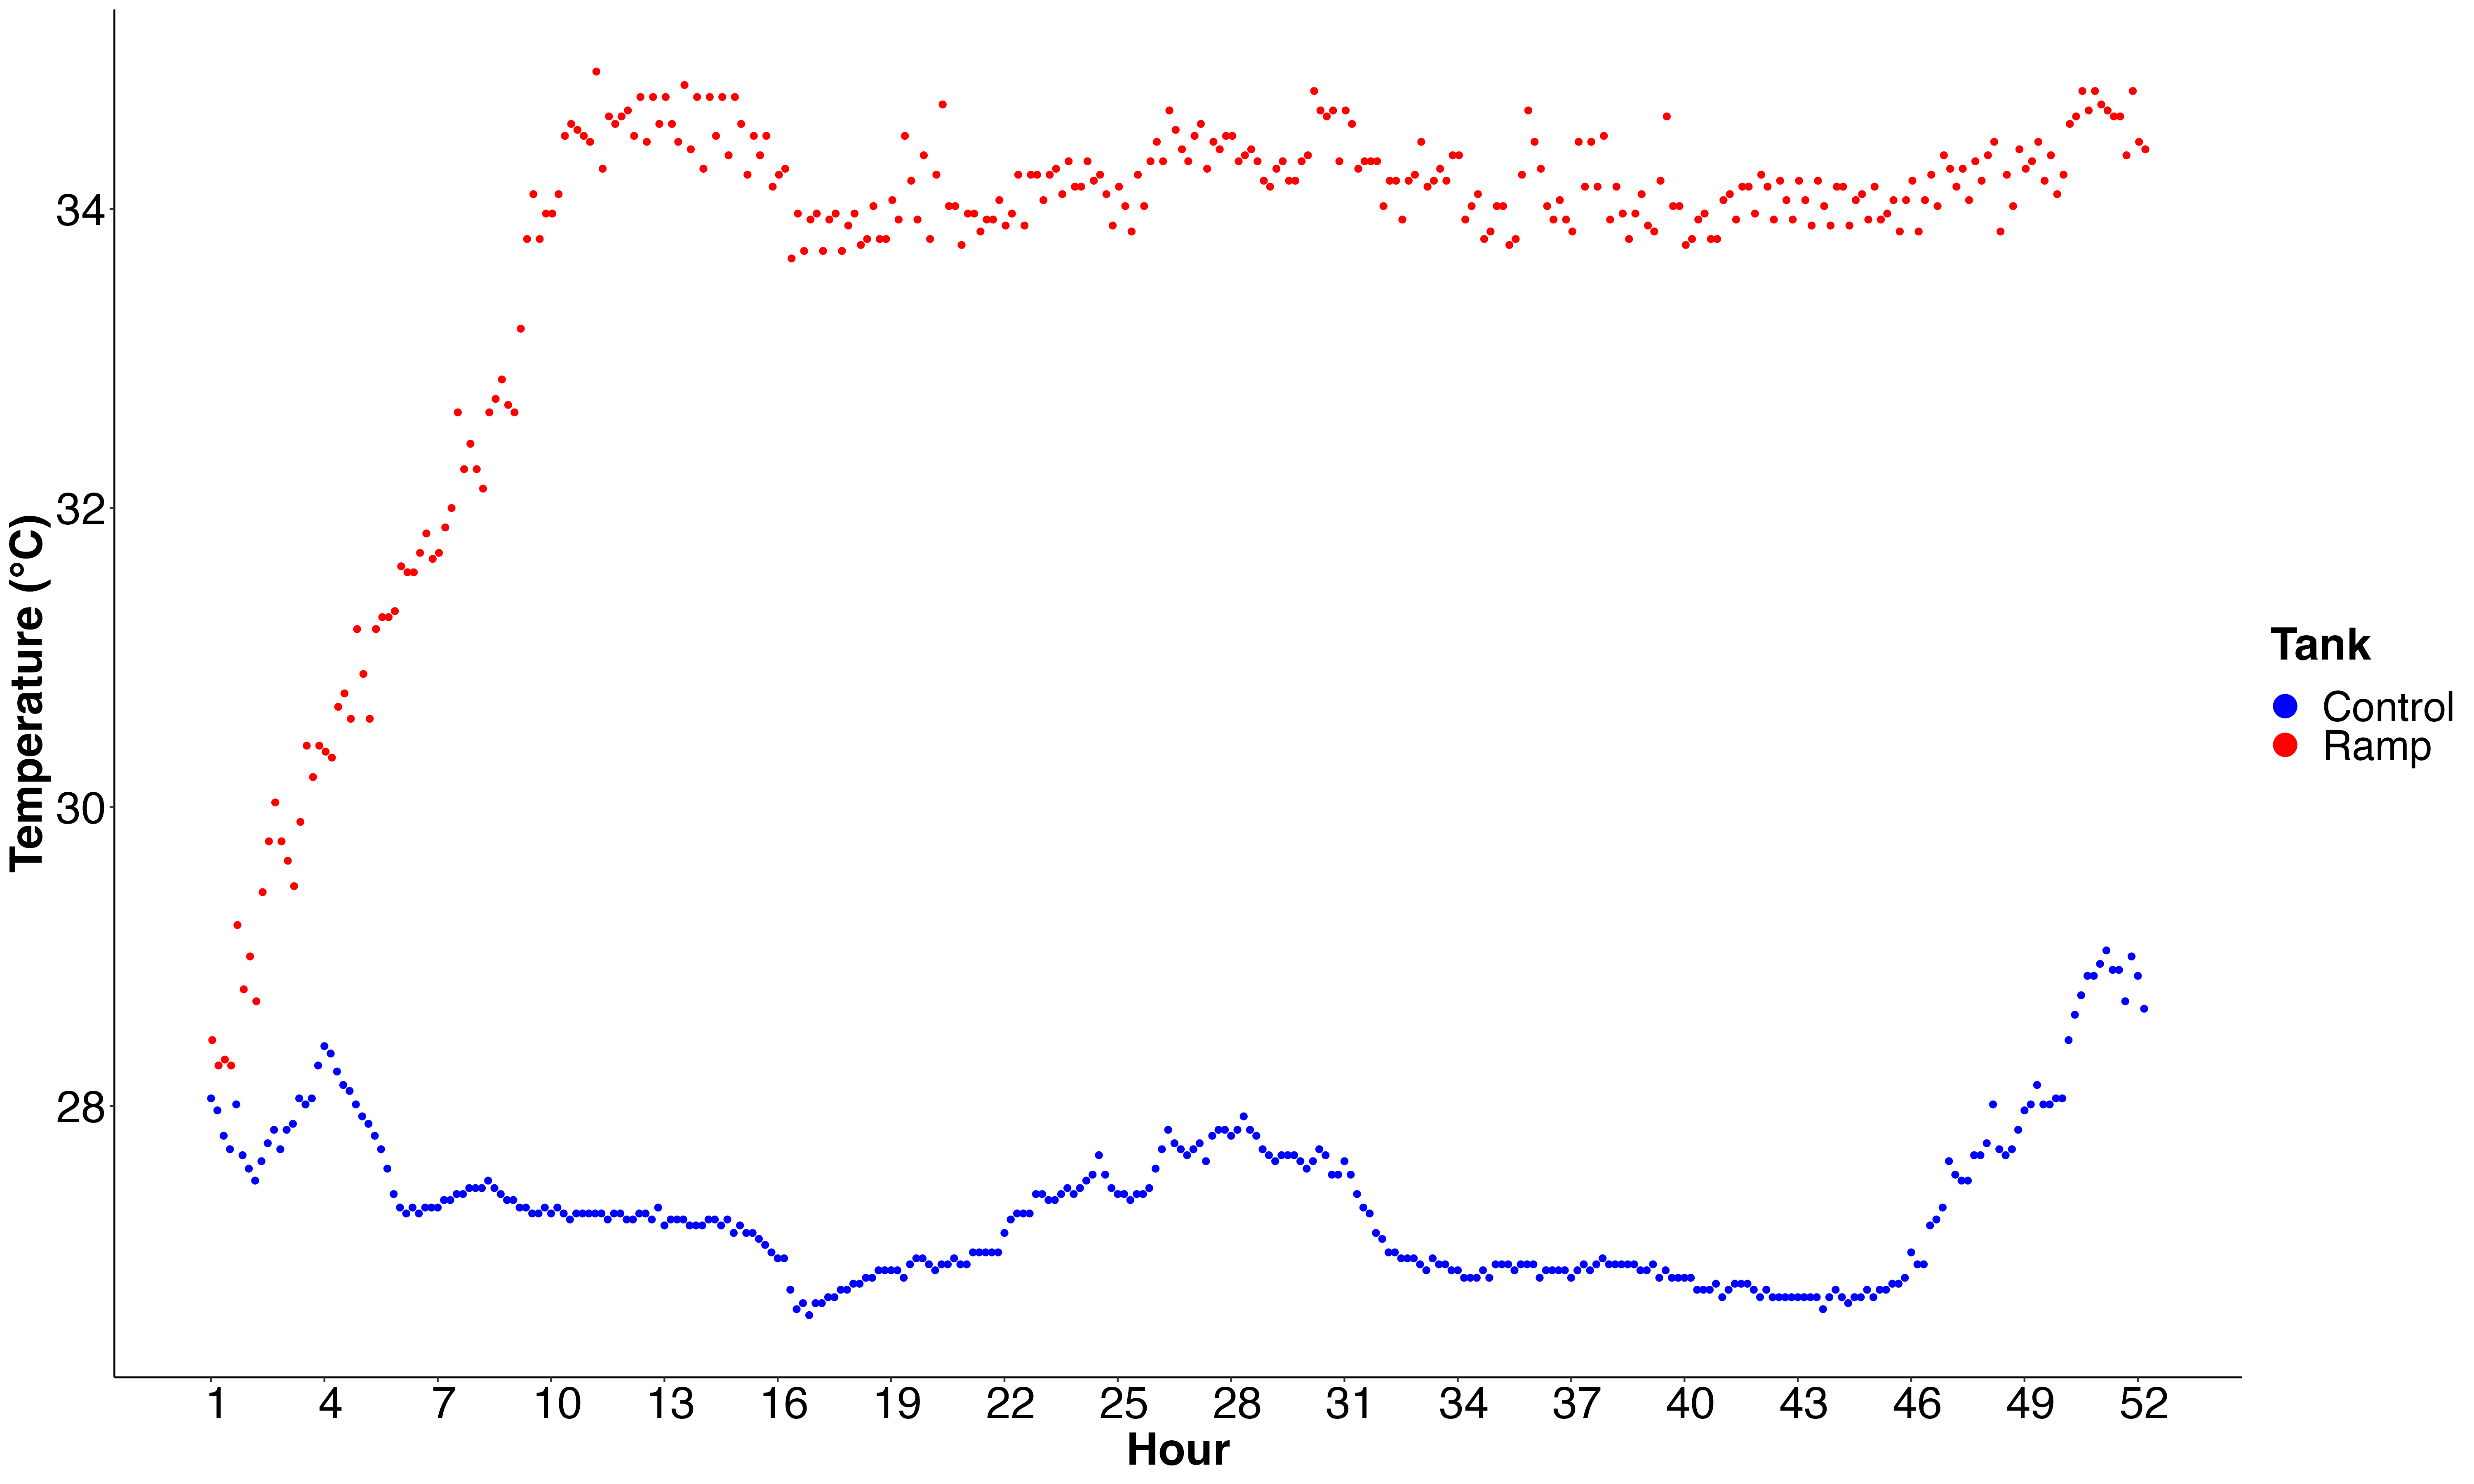 Temperature (°C)
34
32
30
28
1 4 7 10 13 16 19 22 25 28 31 34 37 40 43 46 49 52
Hour
Tank
Control
Ramp